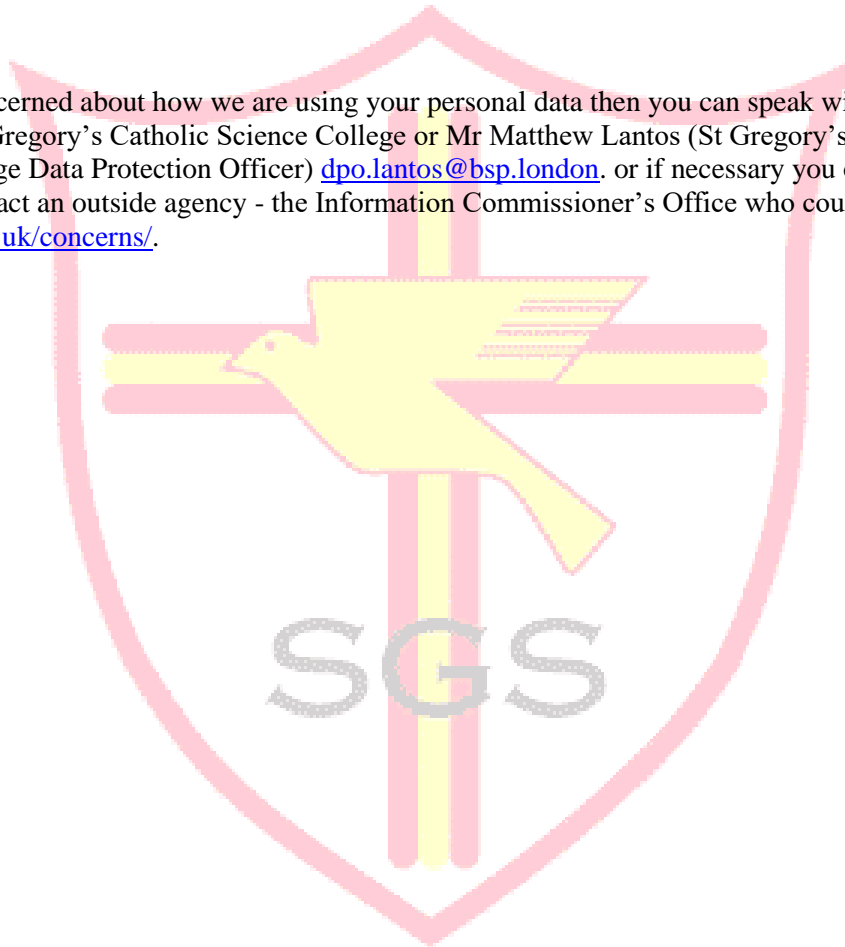 cerned about how we are using your personal data then you can speak wi
Gregory’s Catholic Science College or Mr Matthew Lantos (St Gregory’s
ge Data Protection Officer) dpo.lantos@bsp.london. or if necessary you
act an outside agency - the Information Commissioner’s Office who cou
uk/concerns/.
SGS